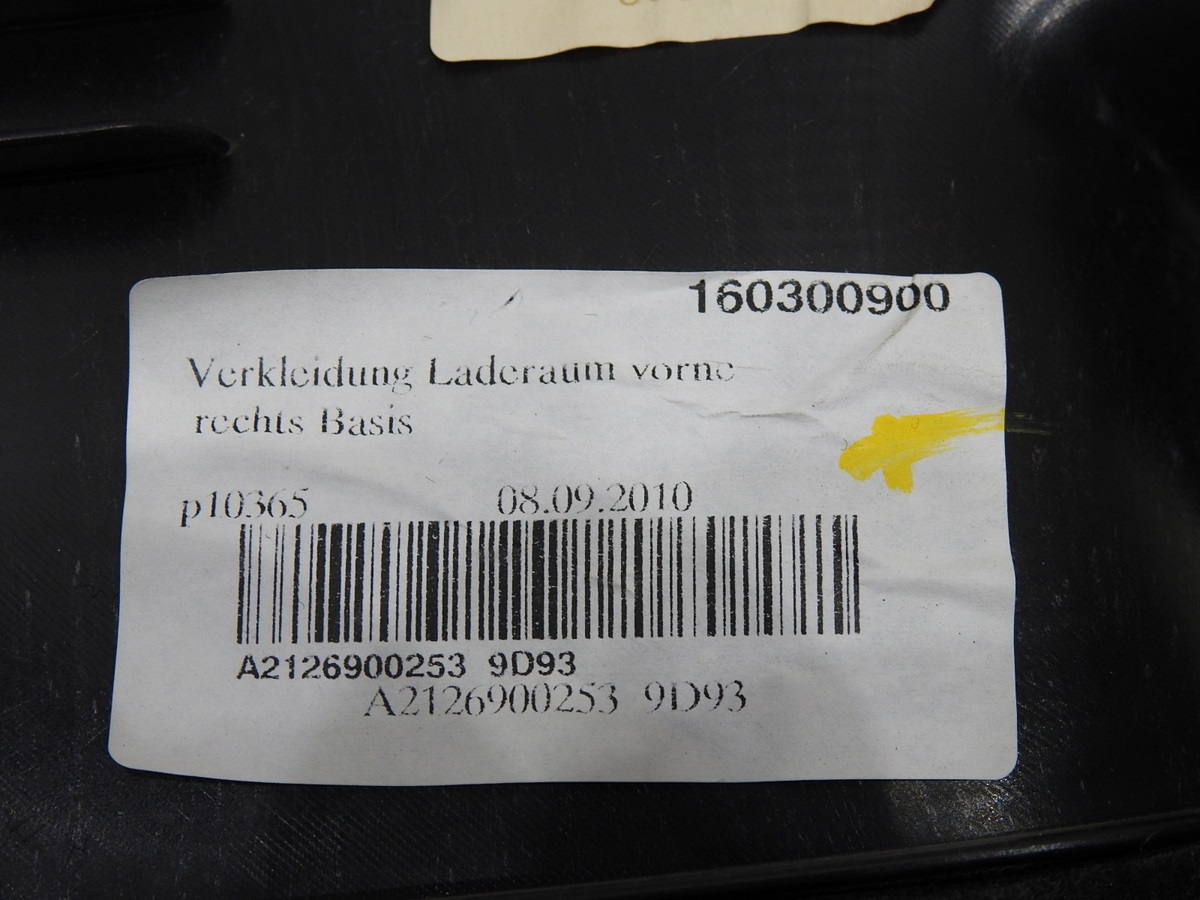 160300900
Verkleidung Laderaum vorne
rechts Basis
p10365 08.09.2010
A2126900253 9D93
A2126900253 9D93